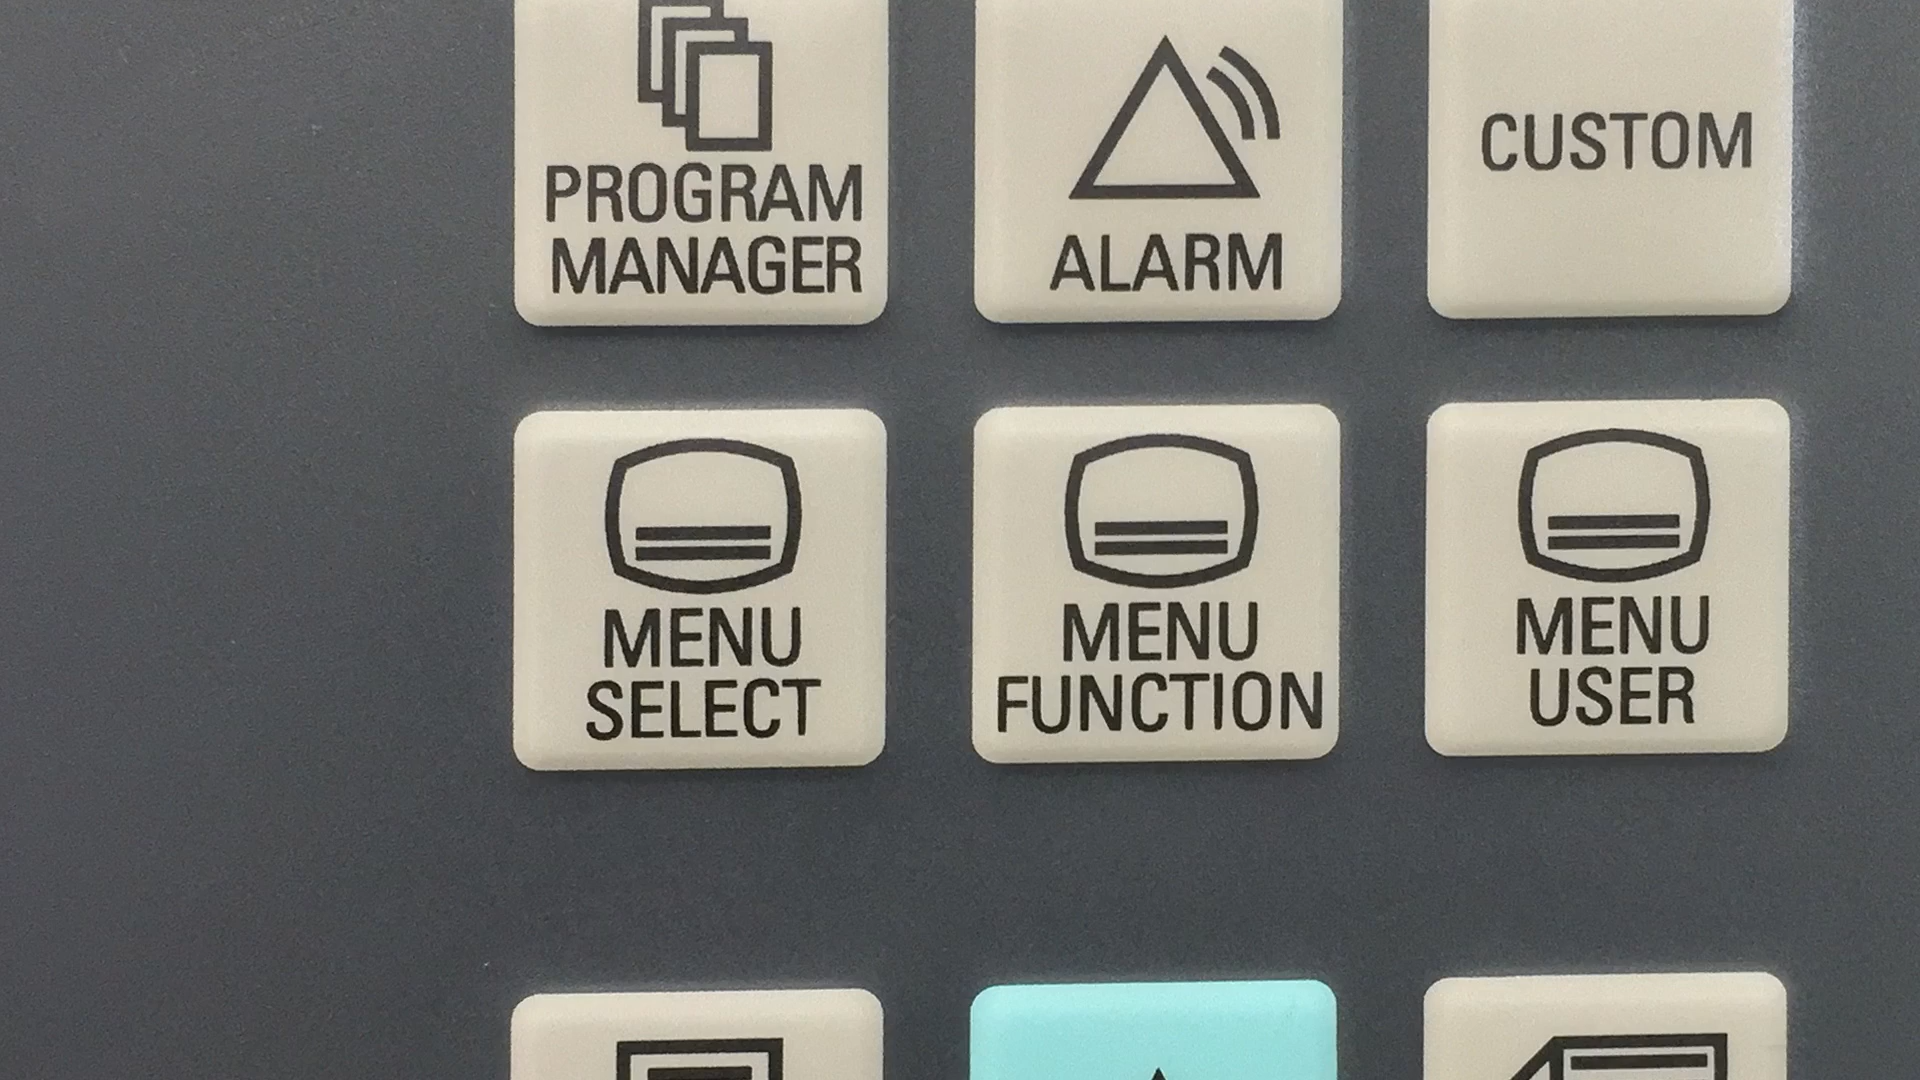 PROGRAM
MANAGER
ALARM
CUSTOM
MENU
SELECT
MENU
FUNCTION
MENU
USER